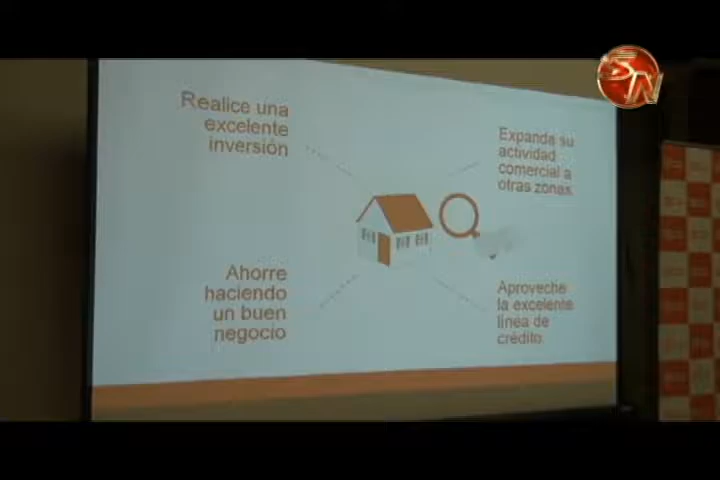 SN
Realice una
excelente
inversión
Expanda su
actividad
comercial a
otras zonas.
Ahorre
haciendo
un buen
negocio
Aproveche
la excelente
línea de
crédito.